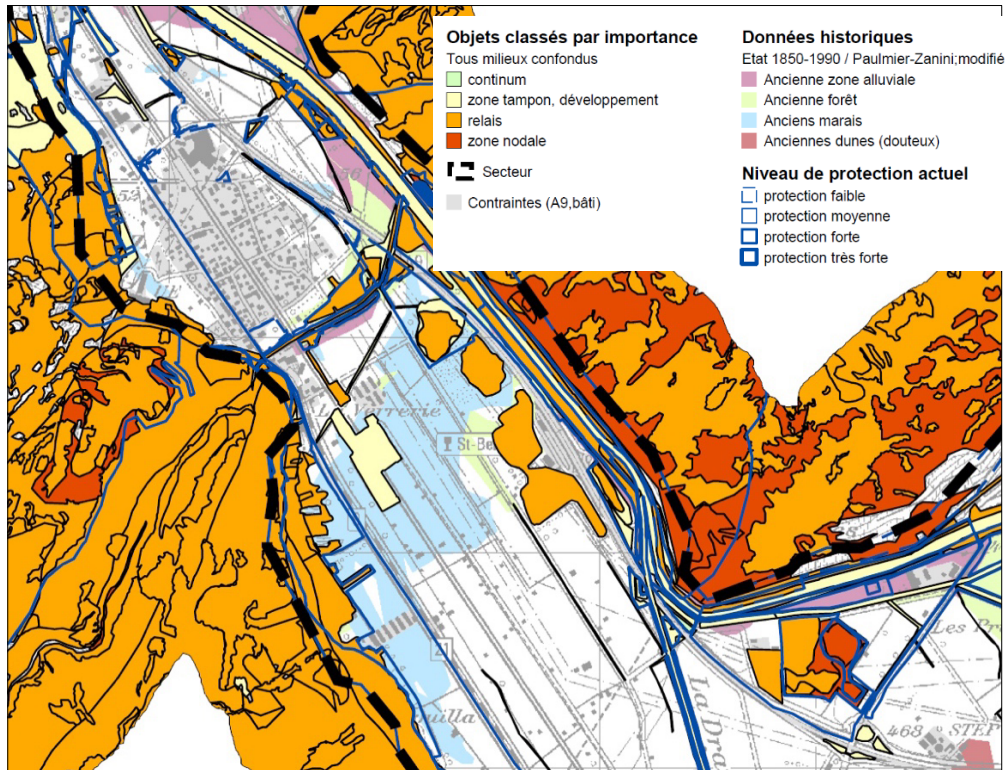 Objets classés par importance
Tous milieux confondus
continum
zone tampon, développement
relais
zone nodale
Secteur
Contraintes (A9,bâti)
Données historiques
Etat 1850-1990 / Paulmier-Zanini;modifié
Ancienne zone alluviale
Ancienne forêt
Anciens marais
Anciennes dunes (douteux)
Niveau de protection actuel
protection faible
protection moyenne
protection forte
protection très forte
Verrerie
St-Be
Les Pr
La Dra
463
STEP